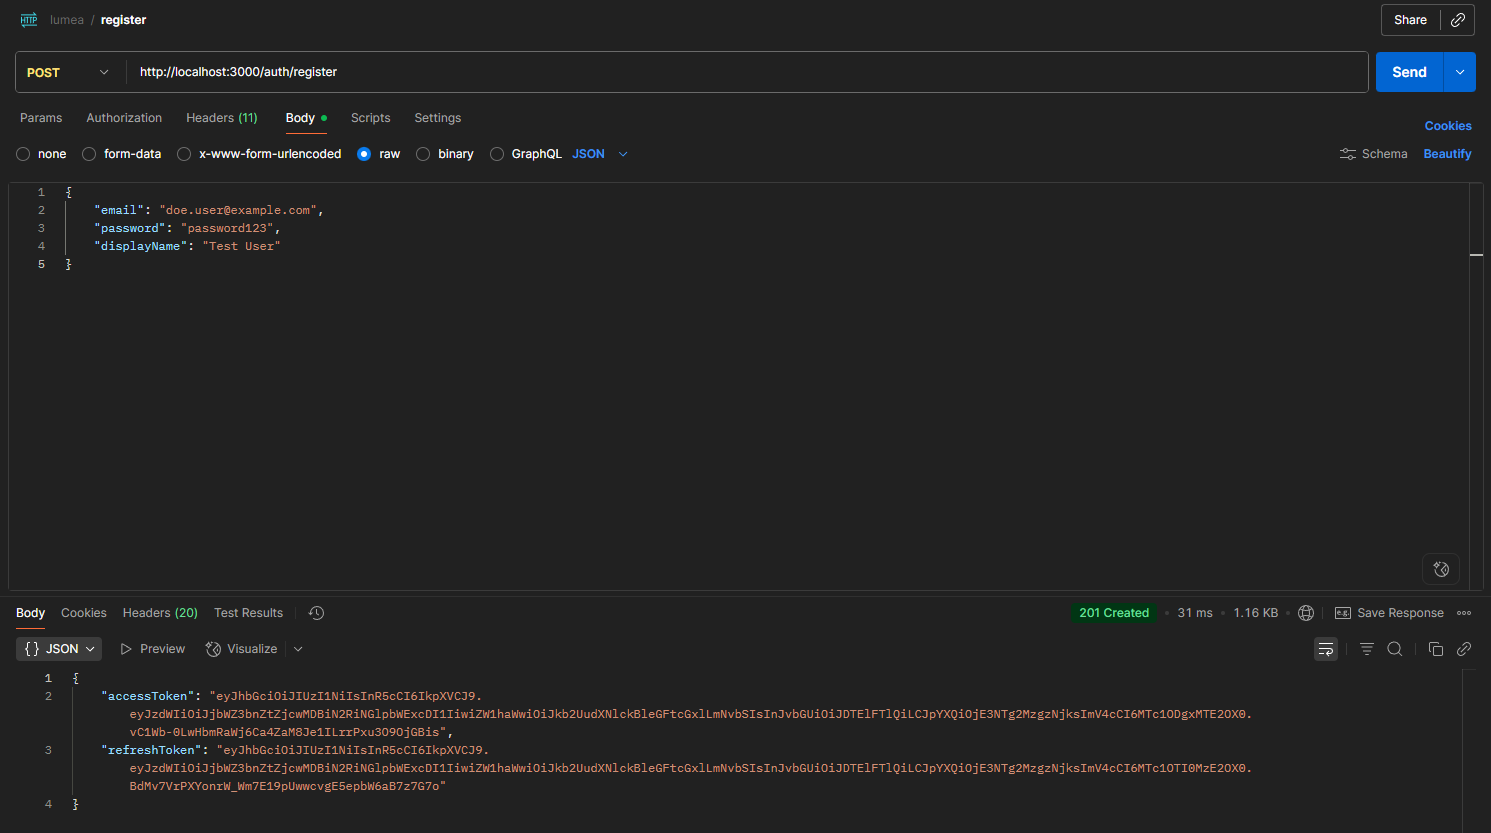 HTTP lumea / register
Share
POST http://localhost:3000/auth/register Send
Params Authorization Headers (11) Body Scripts Settings
Cookies
none form-data x-www-form-urlencoded raw binary GraphQL JSON Schema Beautify
1 {
2 "email": "doe.user@example.com",
3 "password": "password123",
4 "displayName": "Test User"
5 }
Body Cookies Headers (20) Test Results 201 Created • 31 ms • 1.16 KB • e.g. Save Response
{} JSON Preview Visualize
1 {
2 "accessToken": "eyJhbGciOiJIUzI1NiIsInR5cCI6IkpXVCJ9.
eyJzdWIiOiJjbWZ3bnZtZjcwMDBiN2RiNGlpbWExcDI1IiwiZW1haWwiOiJkb2UudXNlckBleGFtcGxlLmNvbSIsInJvbGUiOiJDTElFTlQiLCJpYXQiOjE3NTg2MzgzNjksImV4cCI6MTc1ODgxMTE2OX0.
vC1Wb-0LwHbmRaWj6Ca4ZaM8Je1ILrrPxu3O9OjGBis",
3 "refreshToken": "eyJhbGciOiJIUzI1NiIsInR5cCI6IkpXVCJ9.
eyJzdWIiOiJjbWZ3bnZtZjcwMDBiN2RiNGlpbWExcDI1IiwiZW1haWwiOiJkb2UudXNlckBleGFtcGxlLmNvbSIsInJvbGUiOiJDTElFTlQiLCJpYXQiOjE3NTg2MzgzNjksImV4cCI6MTc1OTI0MzE2OX0.
BdMv7VrPXYonrW_Wm7E19pUwwcvgE5epbW6aB7z7G7o"
4 }